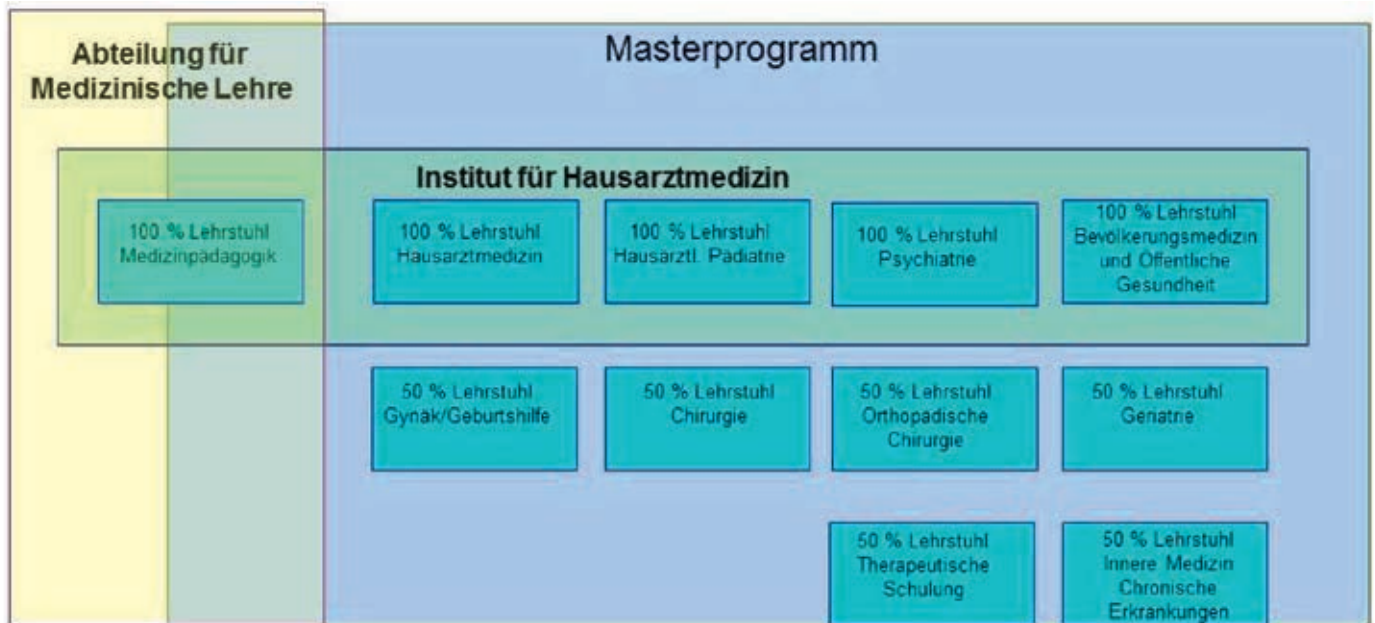 Abteilung für
Medizinische Lehre
Masterprogramm
Institut für Hausarztmedizin
100 % Lehrstuhl
Medizinpädagogik
100 % Lehrstuhl
Hausarztmedizin
100 % Lehrstuhl
Hausärztl. Pädiatrie
100 % Lehrstuhl
Psychiatrie
100 % Lehrstuhl
Bevölkerungsmedizin
und Öffentliche
Gesundheit
50 % Lehrstuhl
Gynäk/Geburtshilfe
50 % Lehrstuhl
Chirurgie
50 % Lehrstuhl
Orthopädische
Chirurgie
50 % Lehrstuhl
Geriatrie
50 % Lehrstuhl
Therapeutische
Schulung
50 % Lehrstuhl
Innere Medizin
Chronische
Erkrankungen